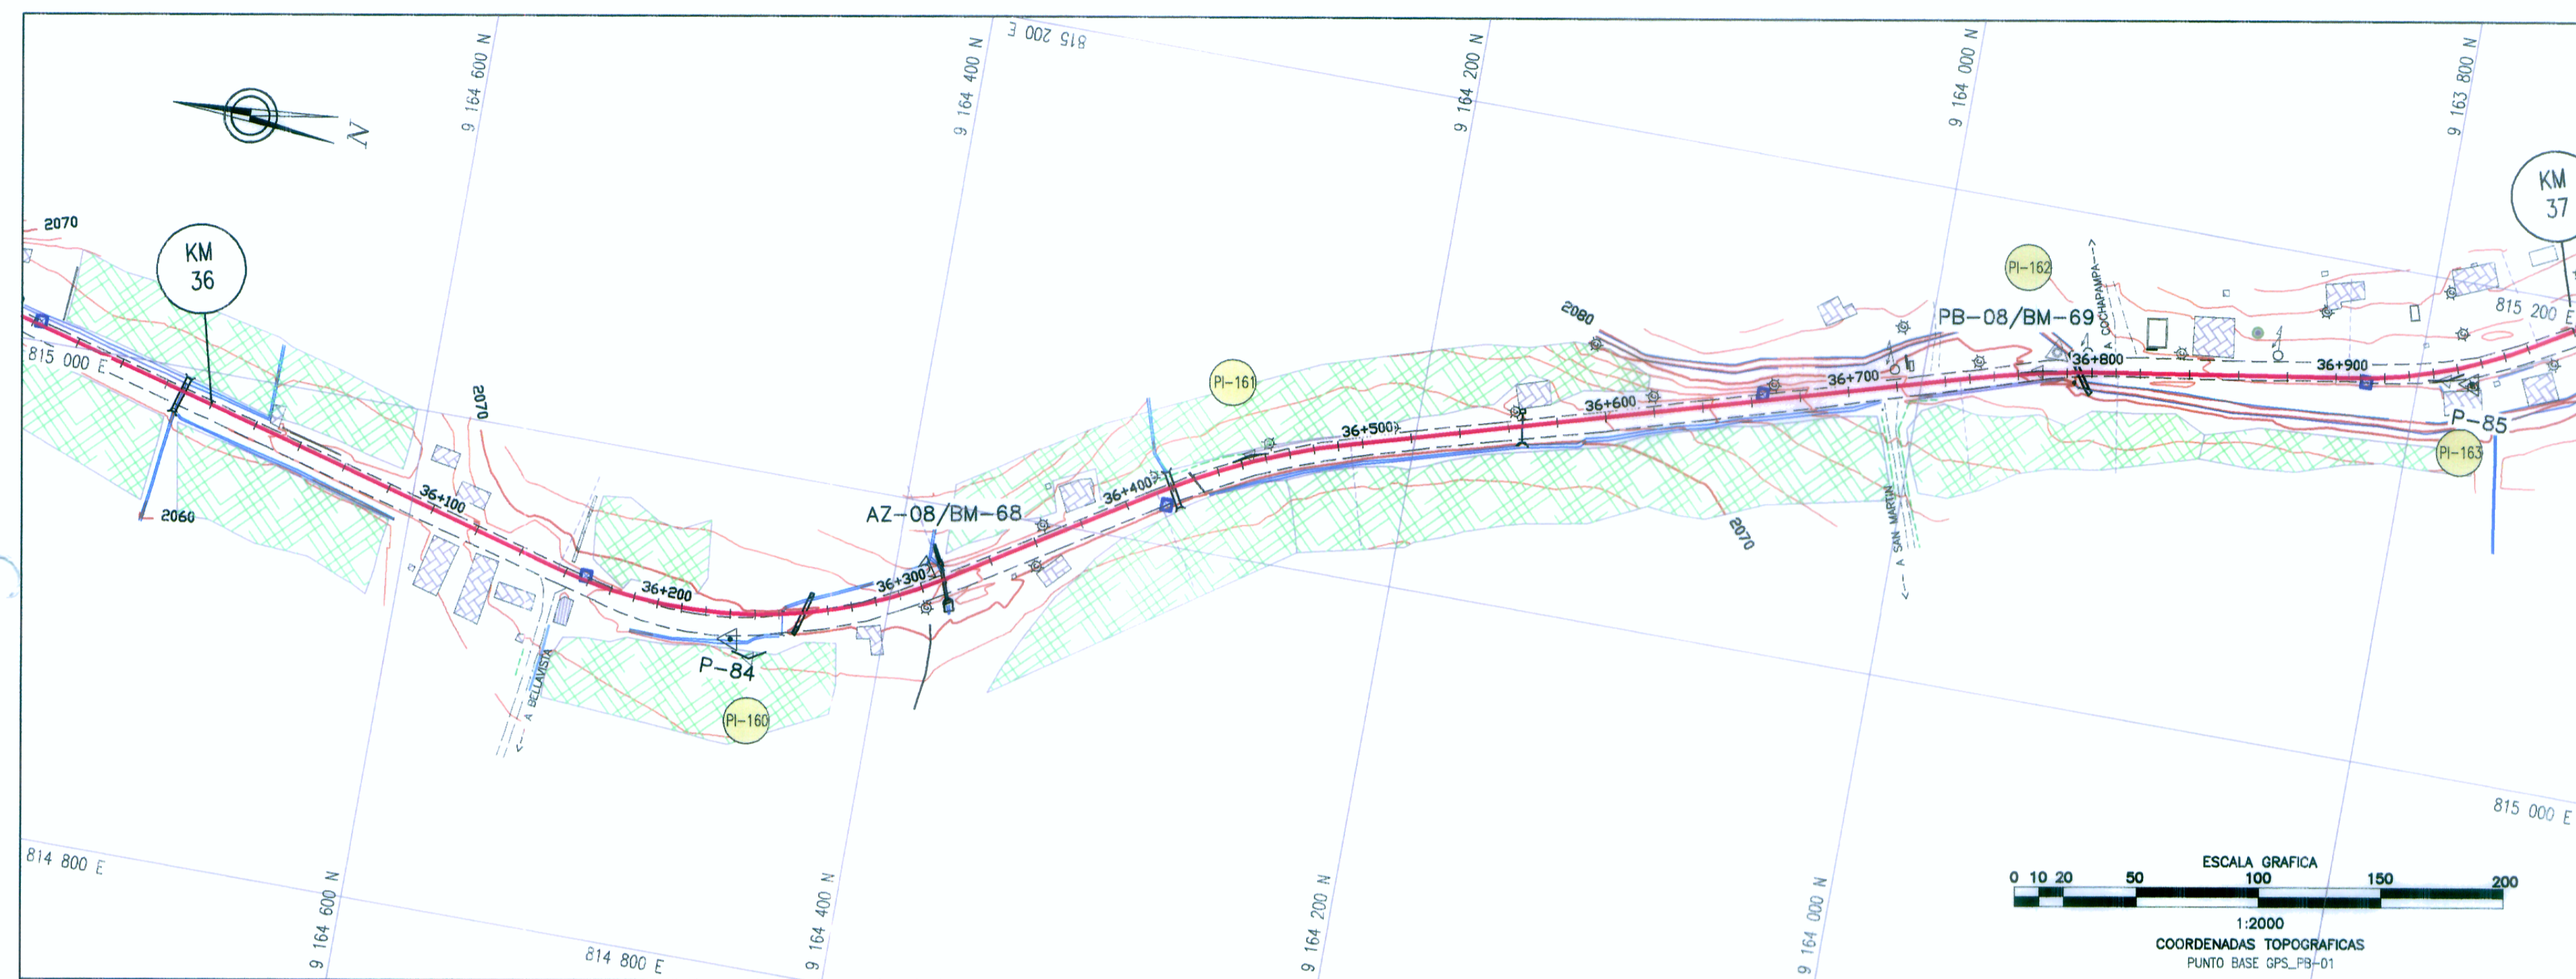 9 164 600 N
9 164 400 N
815 200 E
9 164 200 N
9 164 000 N
9 163 800 N
N
KM
37
2070
KM
36
PI-162
A COCHAPAMPA-->
815 200 E
2080
PB-08/BM-69
36+800
36+900
815 000 E
PI-161
36+700
36+600
36+500
P-85
PI-163
2070
36+400
36+100
AZ-08/BM-68
2060
2070
<-- A SAN MARTIN
36+300
36+200
P-84
<-- A BELLAVISTA
PI-160
815 000 E
814 800 E
9 164 600 N
814 800 E
9 164 400 N
9 164 200 N
9 164 000 N
ESCALA GRAFICA
0 10 20 50 100 150 200
1:2000
COORDENADAS TOPOGRAFICAS
PUNTO BASE GPS_PB-01